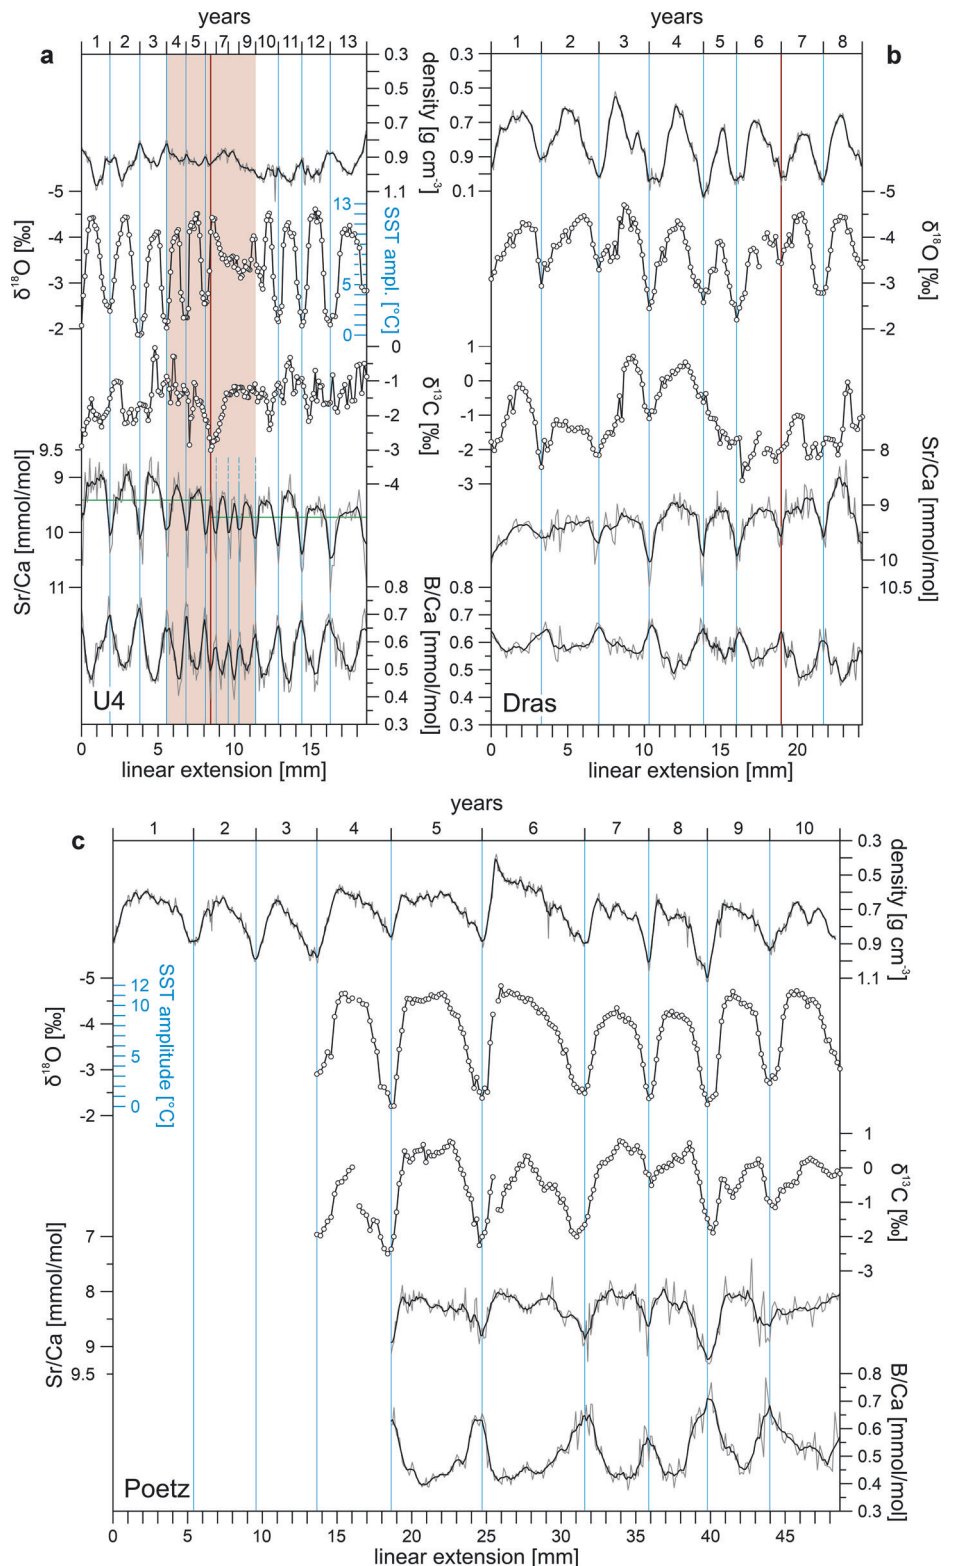 years
a
1 2 3 4 5 7 9 10 11 12 13
0.3
0.5
0.7
0.9
1.1
density [g cm-3]
-5
-4
-3
-2
δ18O [‰]
13
5
0
SST ampl. [°C]
0
-1
-2
-3
-4
δ13C [‰]
9.5
9
10
11
Sr/Ca [mmol/mol]
0.8
0.7
0.6
0.5
0.4
0.3
B/Ca [mmol/mol]
U4
0 5 10 15
linear extension [mm]
years
b
1 2 3 4 5 6 7 8
0.3
0.5
0.7
0.9
0.1
-5
-4
-3
-2
δ18O [‰]
1
0
-1
-2
-3
8
9
10
10.5
Sr/Ca [mmol/mol]
0.8
0.7
0.6
0.5
0.4
0.3
Dras
0 5 10 15 20
linear extension [mm]
years
c
1 2 3 4 5 6 7 8 9 10
0.3
0.5
0.7
0.9
1.1
density [g cm-3]
-5
-4
-3
-2
δ18O [‰]
12
10
5
0
SST amplitude [°C]
1
0
-1
-2
-3
δ13C [‰]
7
8
9
9.5
Sr/Ca [mmol/mol]
0.8
0.7
0.6
0.5
0.4
0.3
B/Ca [mmol/mol]
Poetz
0 5 10 15 20 25 30 35 40 45
linear extension [mm]